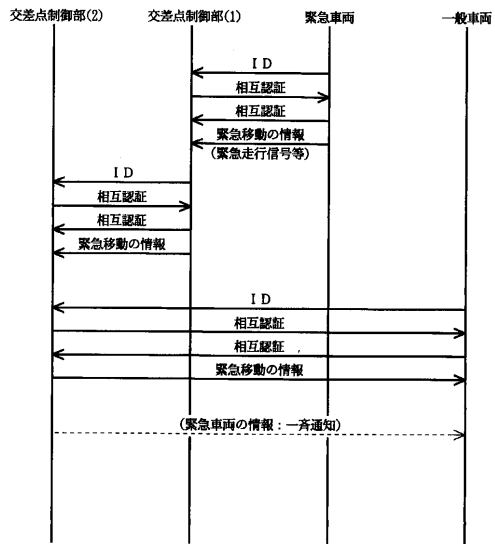 交差点制御部(2) 交差点制御部(1) 緊急車両 一般車両
ID
相互認証
相互認証
緊急移動の情報
(緊急走行信号等)
ID
相互認証
相互認証
緊急移動の情報
ID
相互認証
相互認証
緊急移動の情報
(緊急車両の情報：一斉通知)